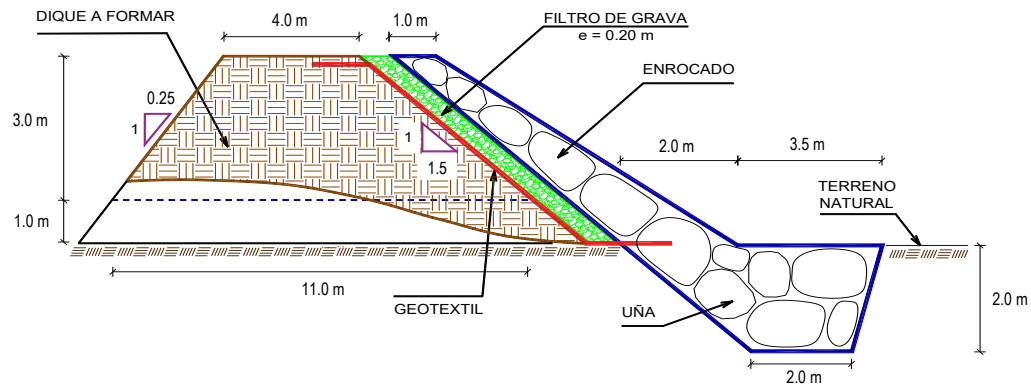 DIQUE A FORMAR
4.0 m
1.0 m
FILTRO DE GRAVA
e = 0.20 m
ENROCADO
3.0 m
0.25
1
1
1.5
2.0 m
3.5 m
TERRENO
NATURAL
1.0 m
11.0 m
GEOTEXTIL
UÑA
2.0 m
2.0 m